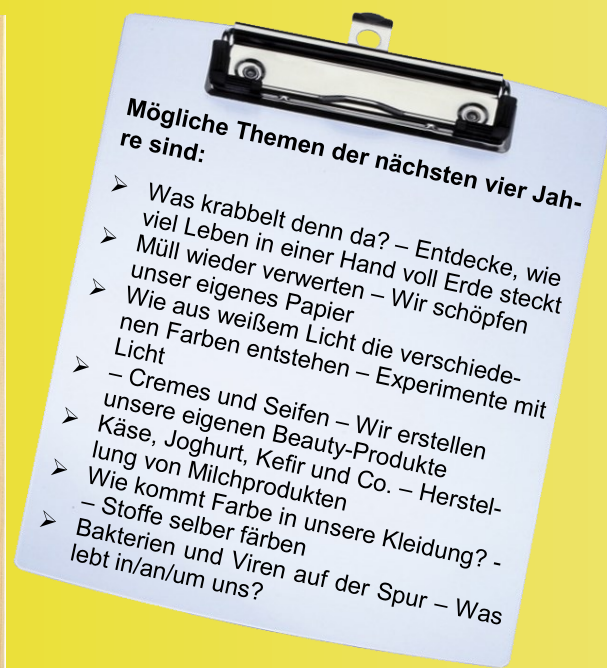 Mögliche Themen der nächsten vier Jah-
re sind:
➢ Was krabbelt denn da? – Entdecke, wie
viel Leben in einer Hand voll Erde steckt
➢ Müll wieder verwerten – Wir schöpfen
unser eigenes Papier
➢ Wie aus weißem Licht die verschiede-
nen Farben entstehen – Experimente mit
Licht
➢ – Cremes und Seifen – Wir erstellen
unsere eigenen Beauty-Produkte
➢ Käse, Joghurt, Kefir und Co. – Herstel-
lung von Milchprodukten
➢ Wie kommt Farbe in unsere Kleidung? -
– Stoffe selber färben
➢ Bakterien und Viren auf der Spur – Was
lebt in/an/um uns?